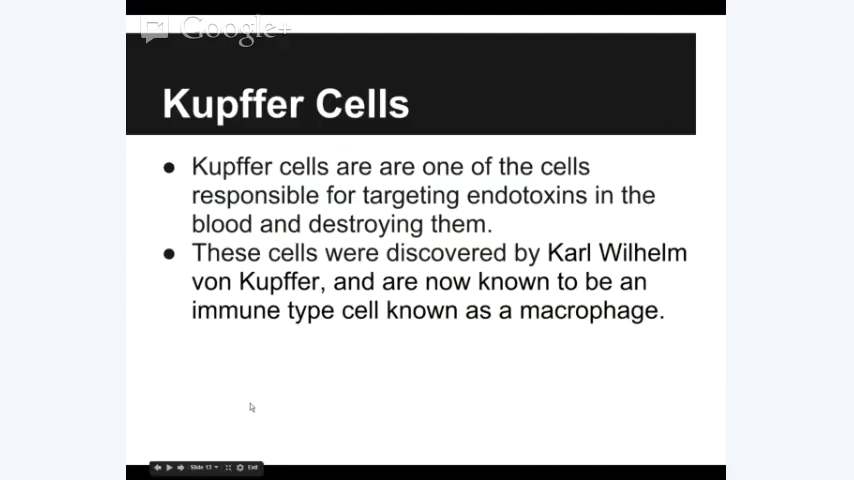 Google+
Kupffer Cells
● Kupffer cells are are one of the cells
responsible for targeting endotoxins in the
blood and destroying them.
● These cells were discovered by Karl Wilhelm
von Kupffer, and are now known to be an
immune type cell known as a macrophage.
Slide 13
Exit